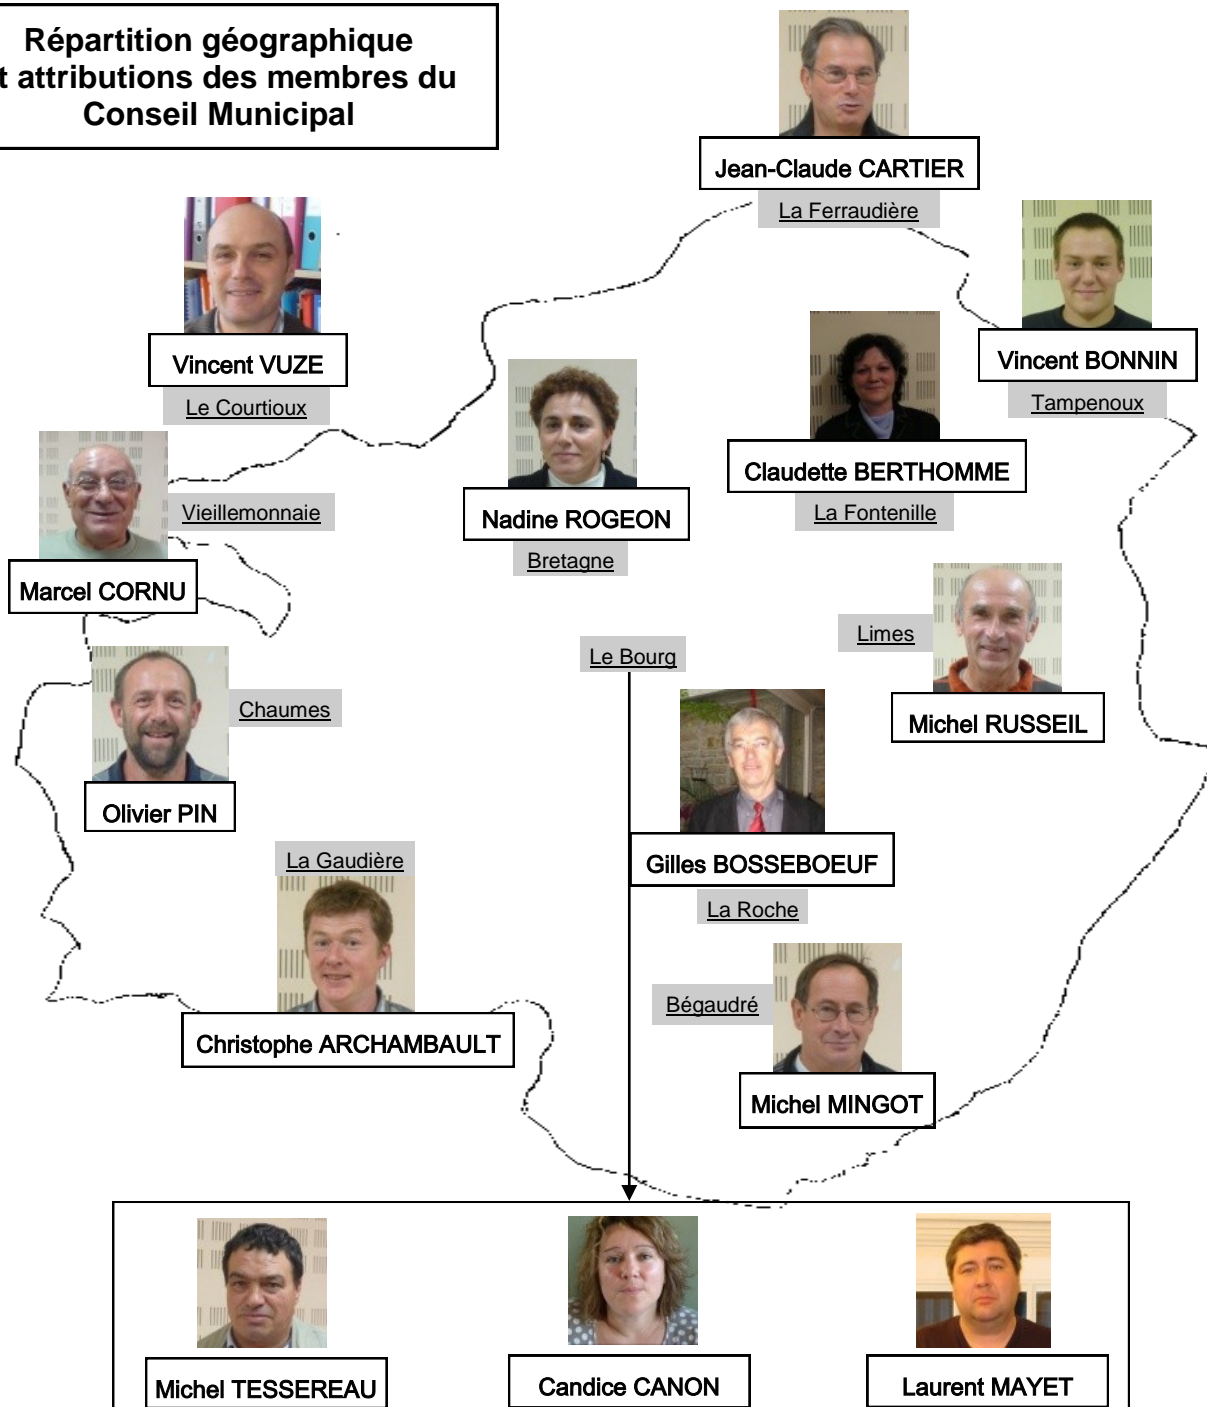 Répartition géographique
t attributions des membres du
Conseil Municipal
Jean-Claude CARTIER
La Ferraudière
Vincent VUZE
Le Courtioux
Vincent BONNIN
Tampenoux
Claudette BERTHOMME
La Fontenille
Nadine ROGEON
Bretagne
Vieillemonnaie
Marcel CORNU
Limes
Michel RUSSEIL
Le Bourg
Chaumes
Olivier PIN
Gilles BOSSEBOEUF
La Roche
La Gaudière
Christophe ARCHAMBAULT
Bégaudré
Michel MINGOT
Michel TESSEREAU
Candice CANON
Laurent MAYET